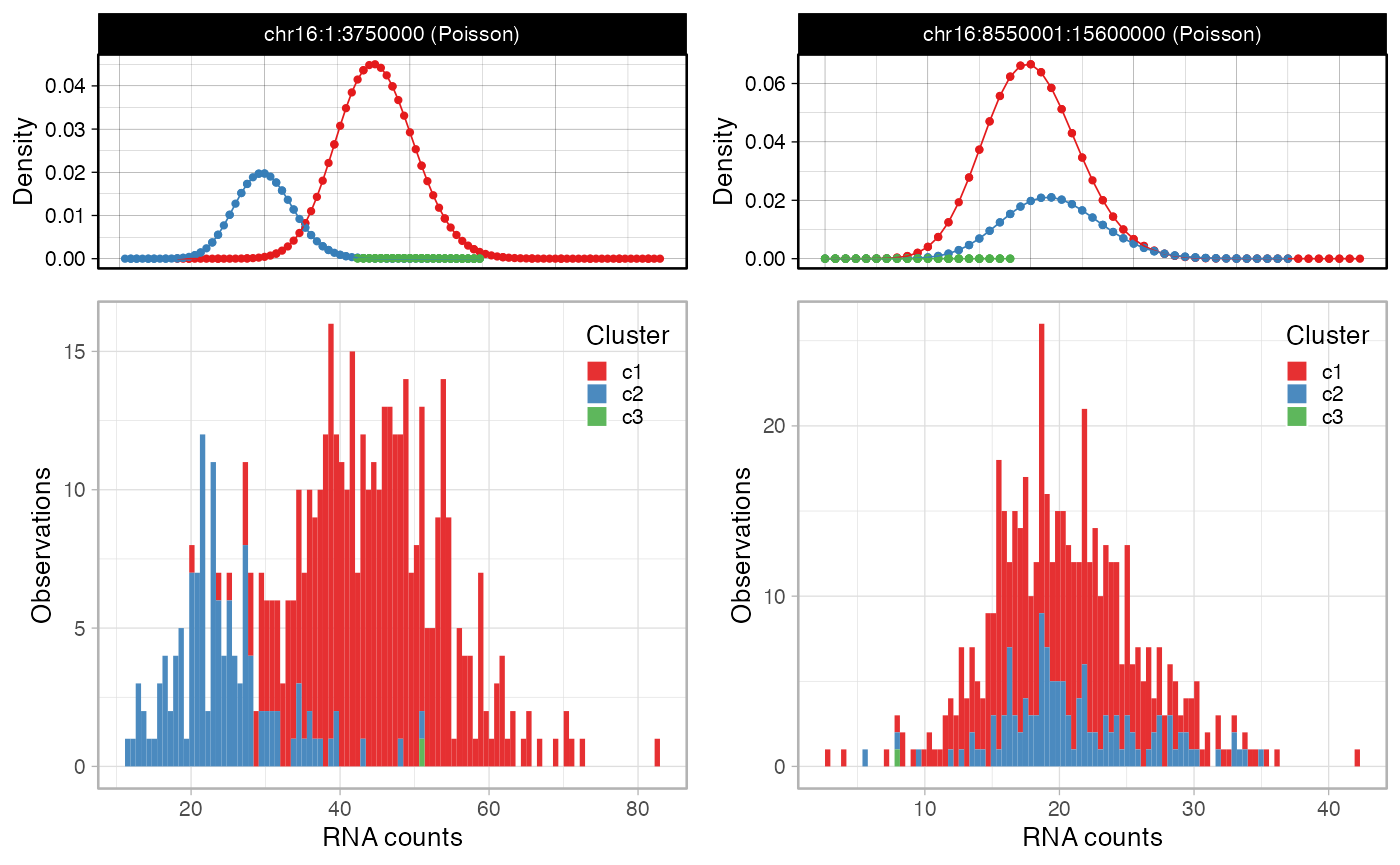 chr16:1:3750000 (Poisson)
0.04
0.03
0.02
0.01
0.00
Density
Cluster
c1
c2
c3
15
10
5
0
Observations
20 40 60 80
RNA counts
chr16:8550001:15600000 (Poisson)
0.06
0.04
0.02
0.00
Density
Cluster
c1
c2
c3
20
10
0
Observations
10 20 30 40
RNA counts